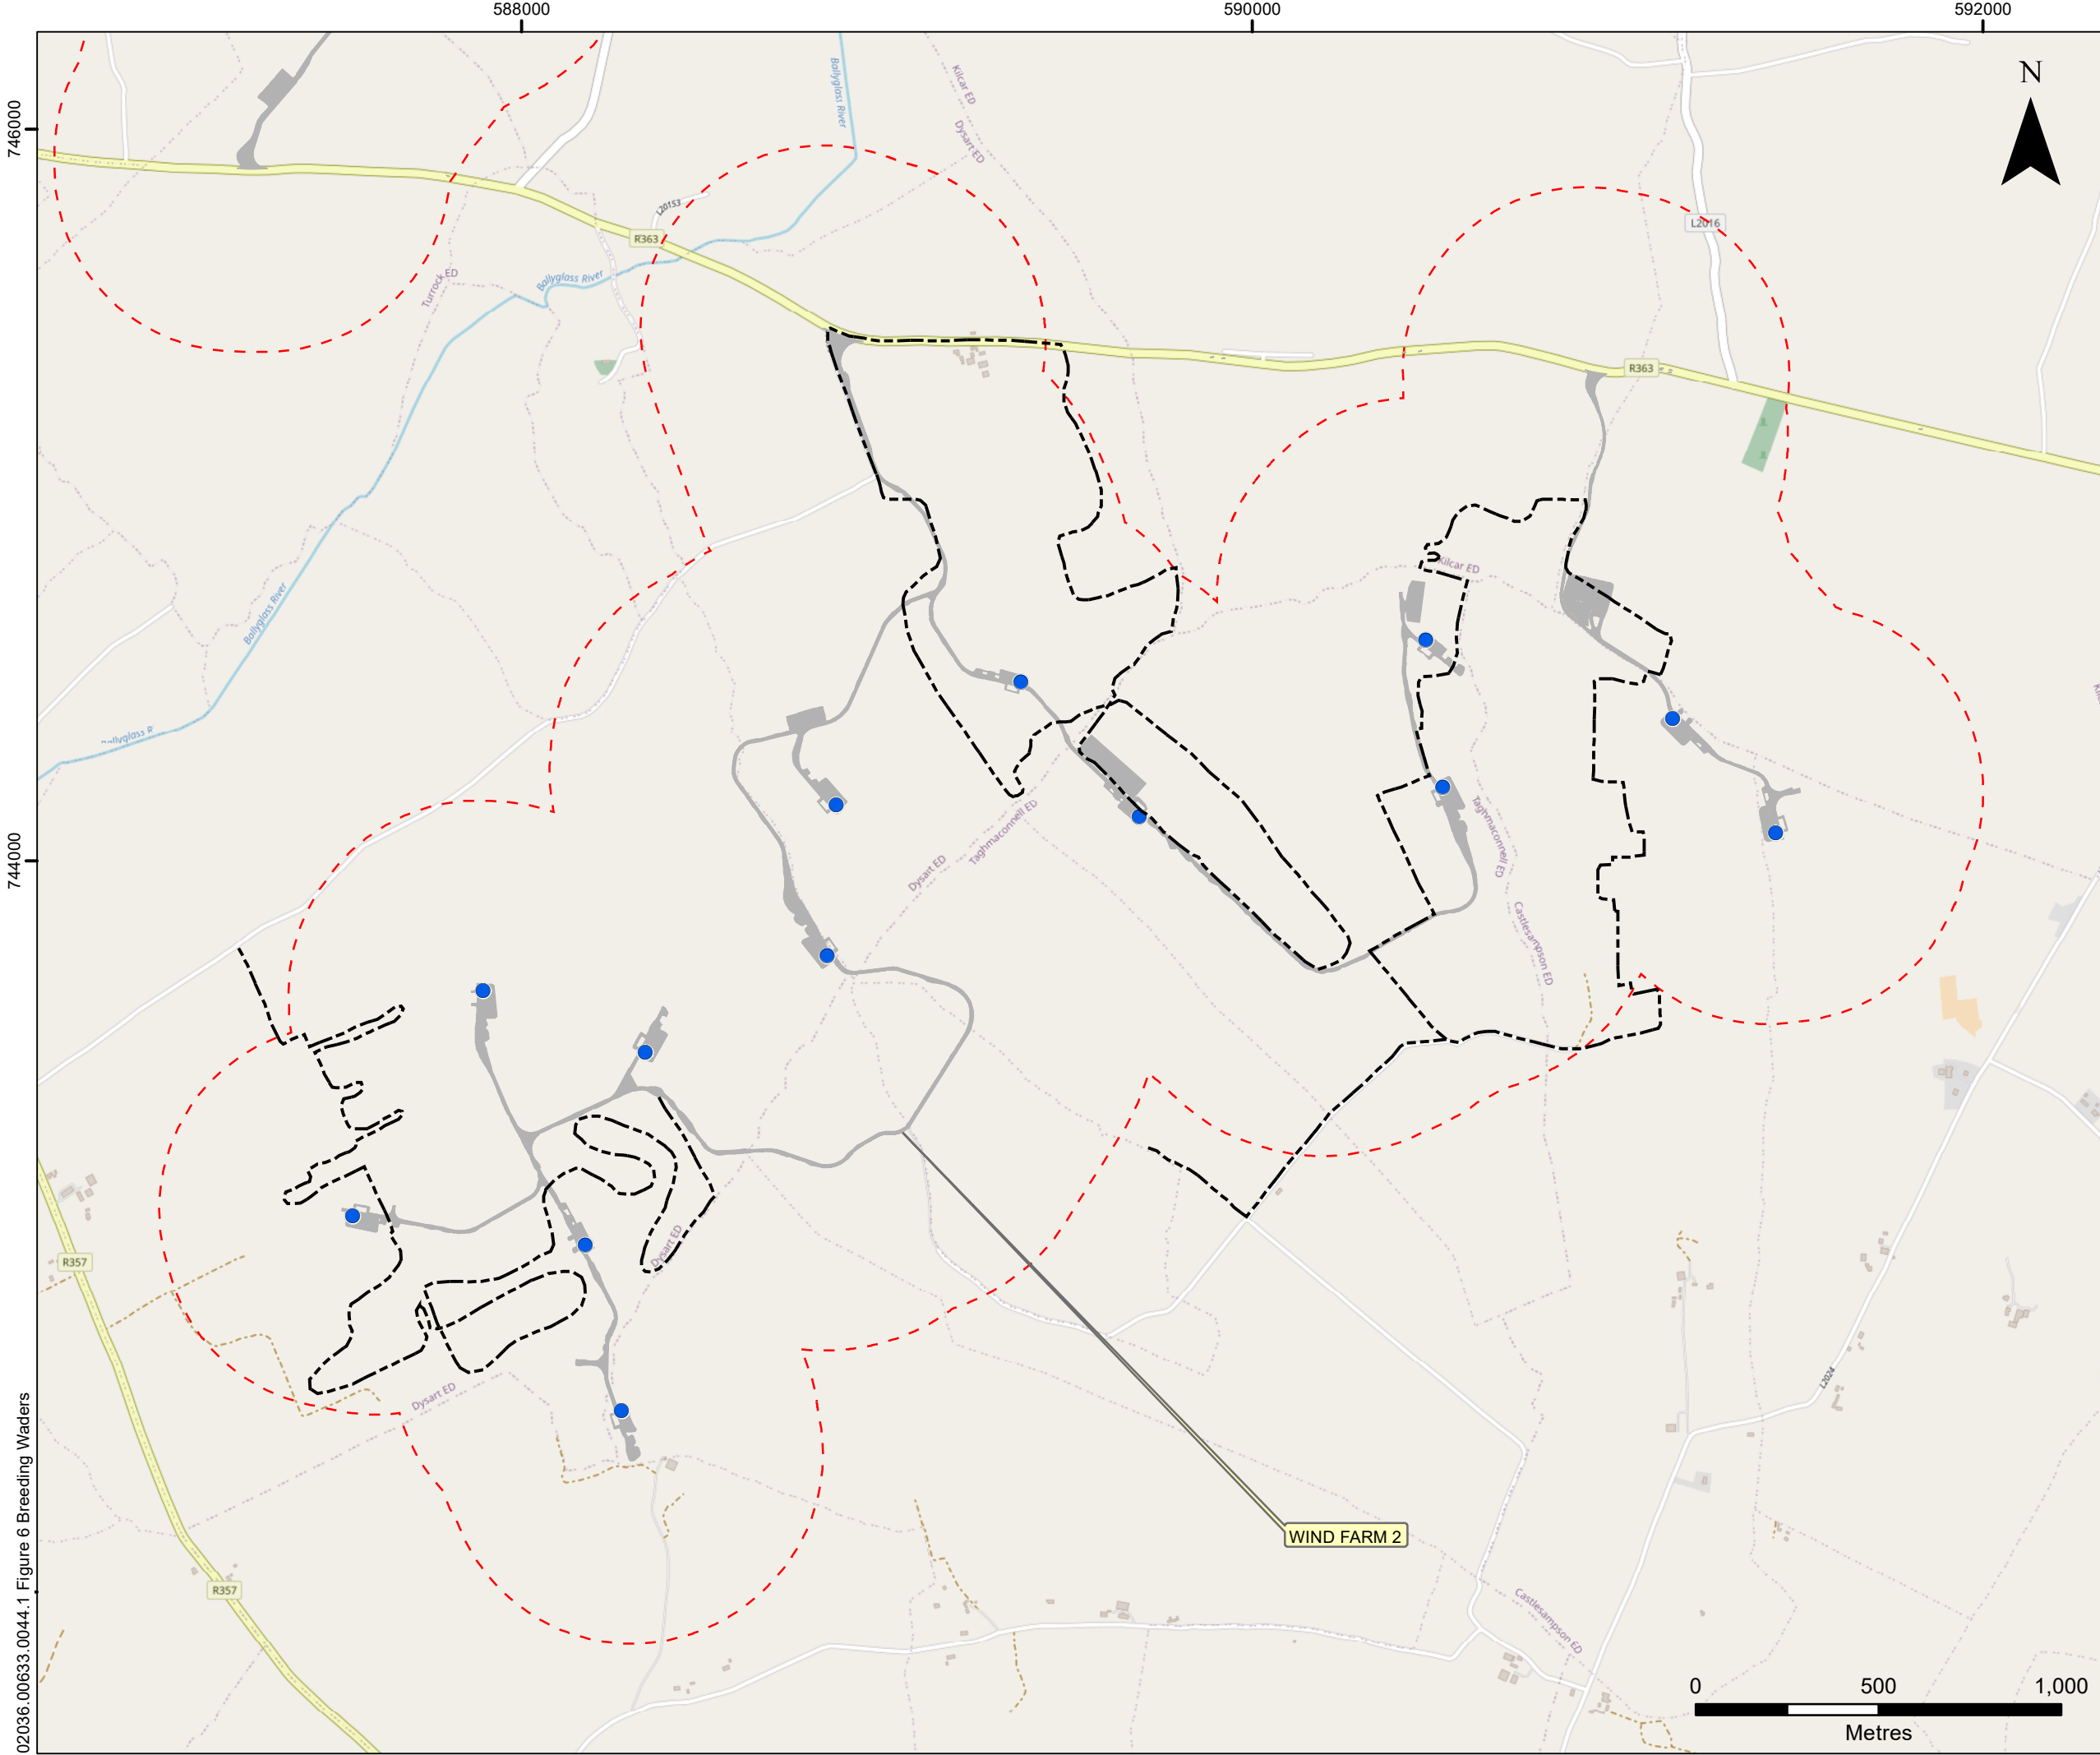 588000
590000
592000
746000
744000
N
Kilcar ED
Dysart ED
Ballyglass River
L20153
R363
L2016
Turrock ED
Ballyglass River
R363
Kilcar ED
Ballyglass River
Ballyglass R
Taghmaconnell ED
Dysart ED
Taghmaconnell ED
Castlesampson ED
Dysart ED
R357
Dysart ED
L2024
WIND FARM 2
R357
Castlesampson ED
0 500 1,000
Metres
02036.00633.0044.1 Figure 6 Breeding Waders